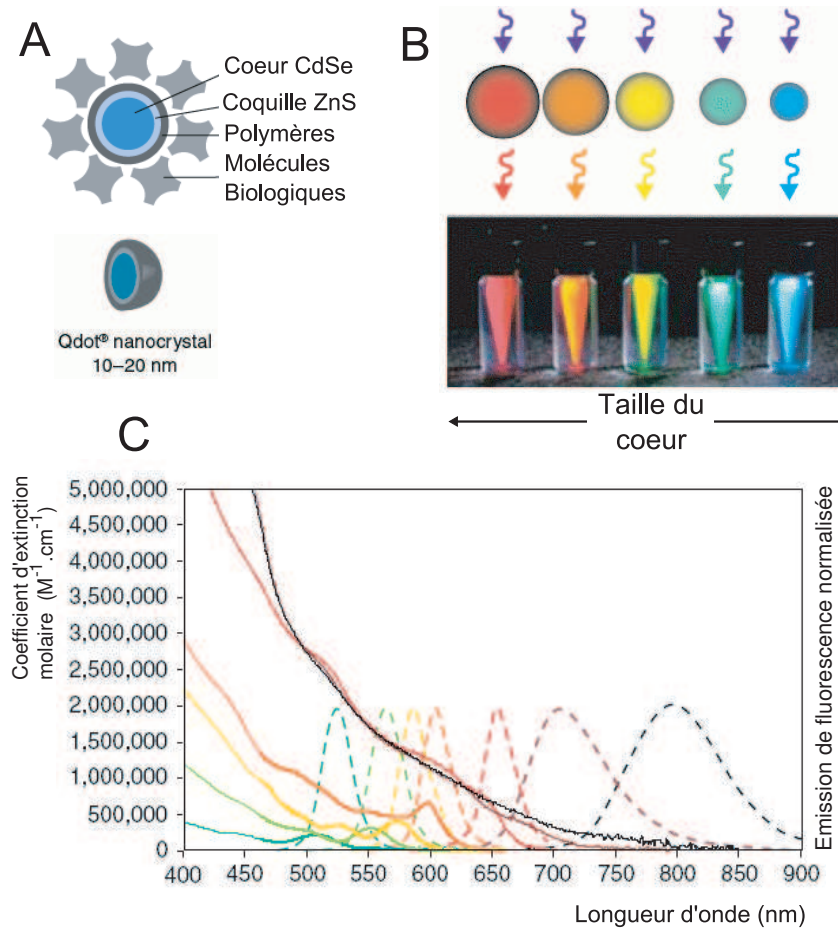 A
Coeur CdSe
Coquille ZnS
Polymères
Molécules
Biologiques
Qdot® nanocrystal
10–20 nm
B
Taille du
coeur
C
Coefficient d'extinction
molaire (M⁻¹.cm⁻¹)
5,000,000
4,500,000
4,000,000
3,500,000
3,000,000
2,500,000
2,000,000
1,500,000
1,000,000
500,000
0
400
450
500
550
600
650
700
750
800
850
900
Longueur d'onde (nm)
Emission de fluorescence normalisée